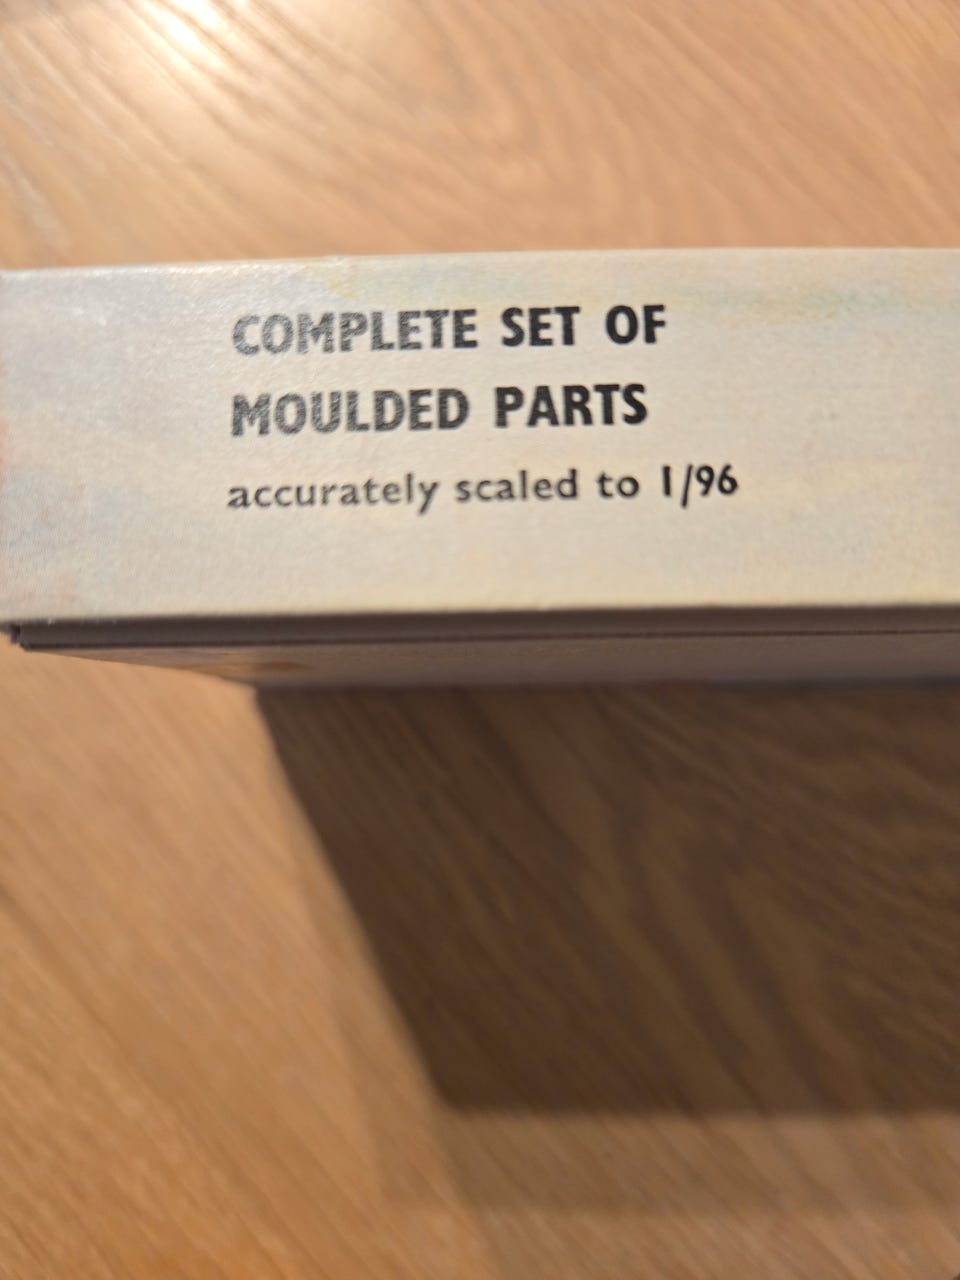 COMPLETE SET OF
MOULDED PARTS
accurately scaled to 1/96